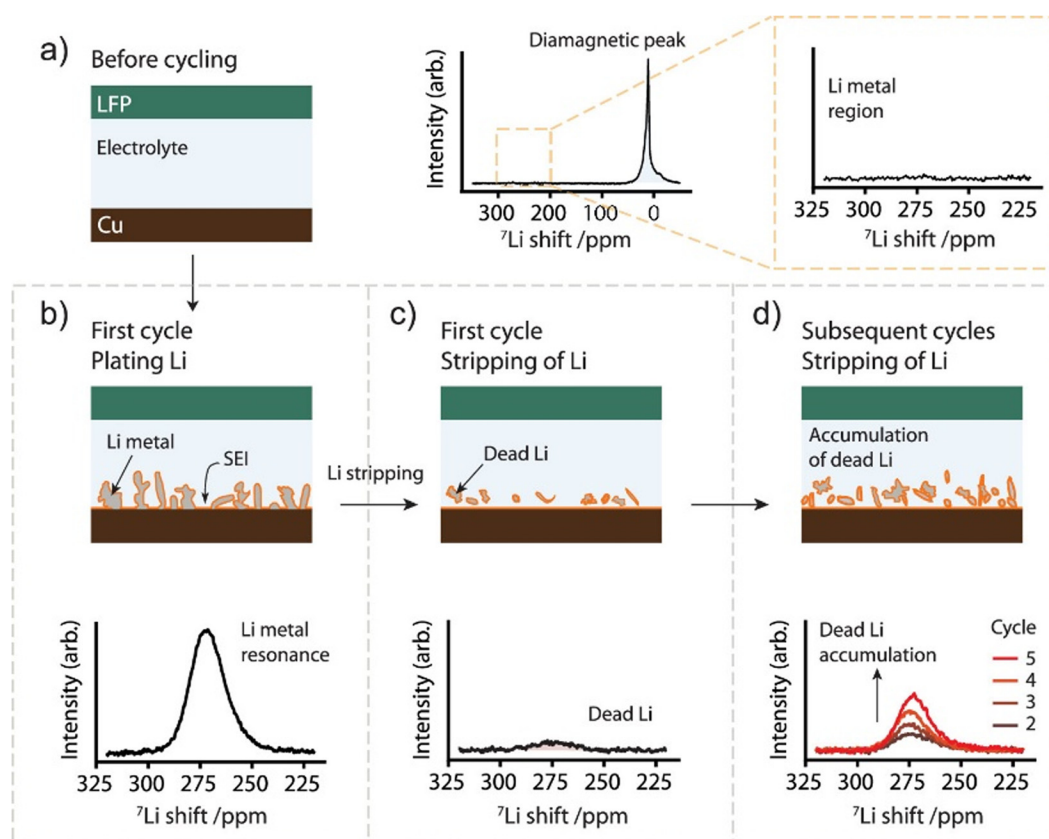 a)
Before cycling
LFP
Electrolyte
Cu
Diamagnetic peak
Intensity (arb.)
300 200 100 0
⁷Li shift /ppm
Li metal
region
325 300 275 250 225
⁷Li shift /ppm
b)
First cycle
Plating Li
Li metal
SEI
Li stripping
Li metal
resonance
Intensity (arb.)
325 300 275 250 225
⁷Li shift /ppm
c)
First cycle
Stripping of Li
Dead Li
Dead Li
Intensity (arb.)
325 300 275 250 225
⁷Li shift /ppm
d)
Subsequent cycles
Stripping of Li
Accumulation
of dead Li
Dead Li
accumulation
Cycle
5
4
3
2
Intensity (arb.)
325 300 275 250 225
⁷Li shift /ppm